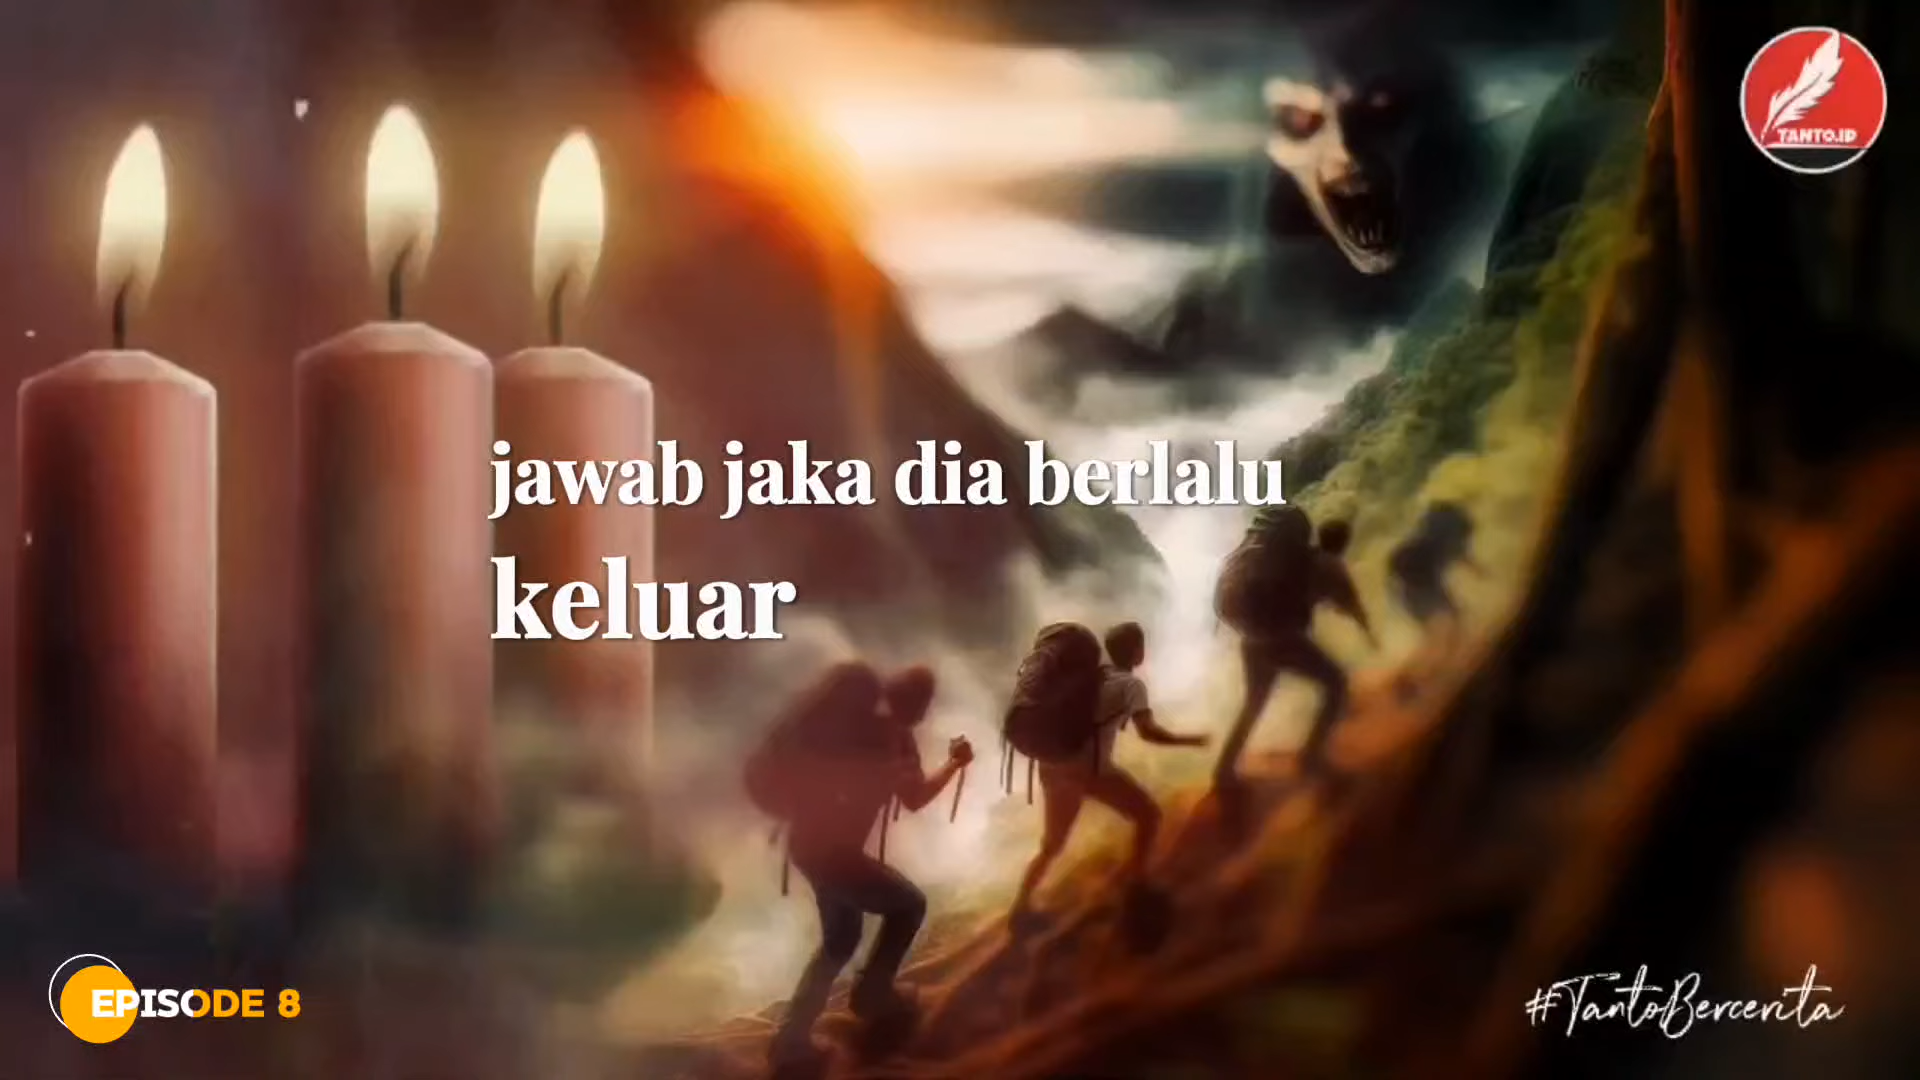 TANTO.ID
jawab jaka dia berlalu
keluar
EPISODE 8
#TantoBercerita